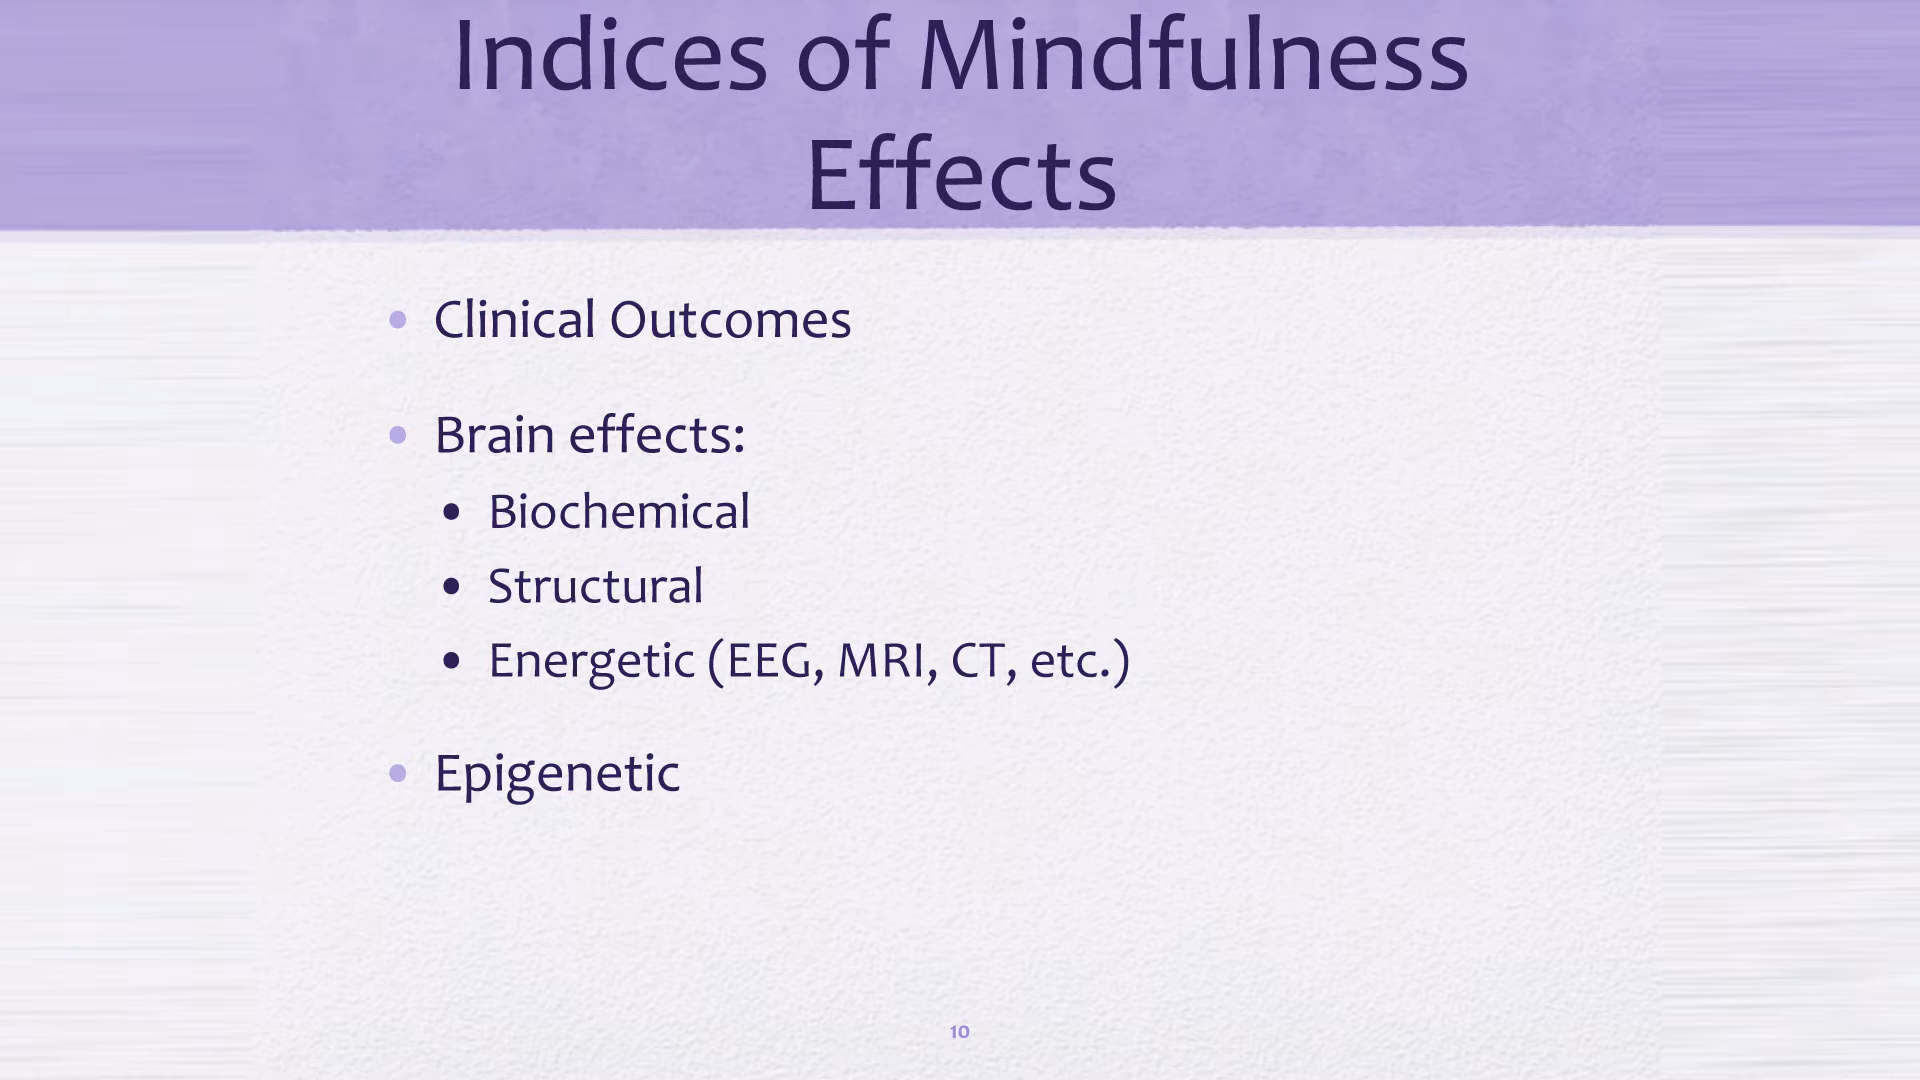 Indices of Mindfulness
Effects
• Clinical Outcomes
• Brain effects:
• Biochemical
• Structural
• Energetic (EEG, MRI, CT, etc.)
• Epigenetic
10